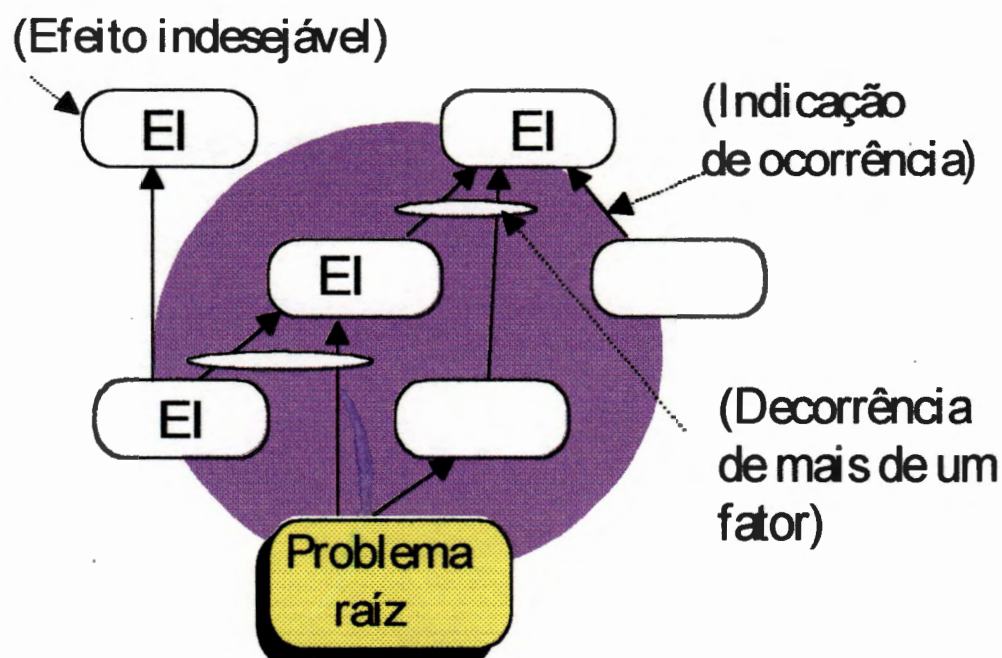 (Efeito indesejável)
EI
EI
(Indicação
de ocorrência)
EI
EI
(Decorrência
de mais de um
fator)
Problema
raíz